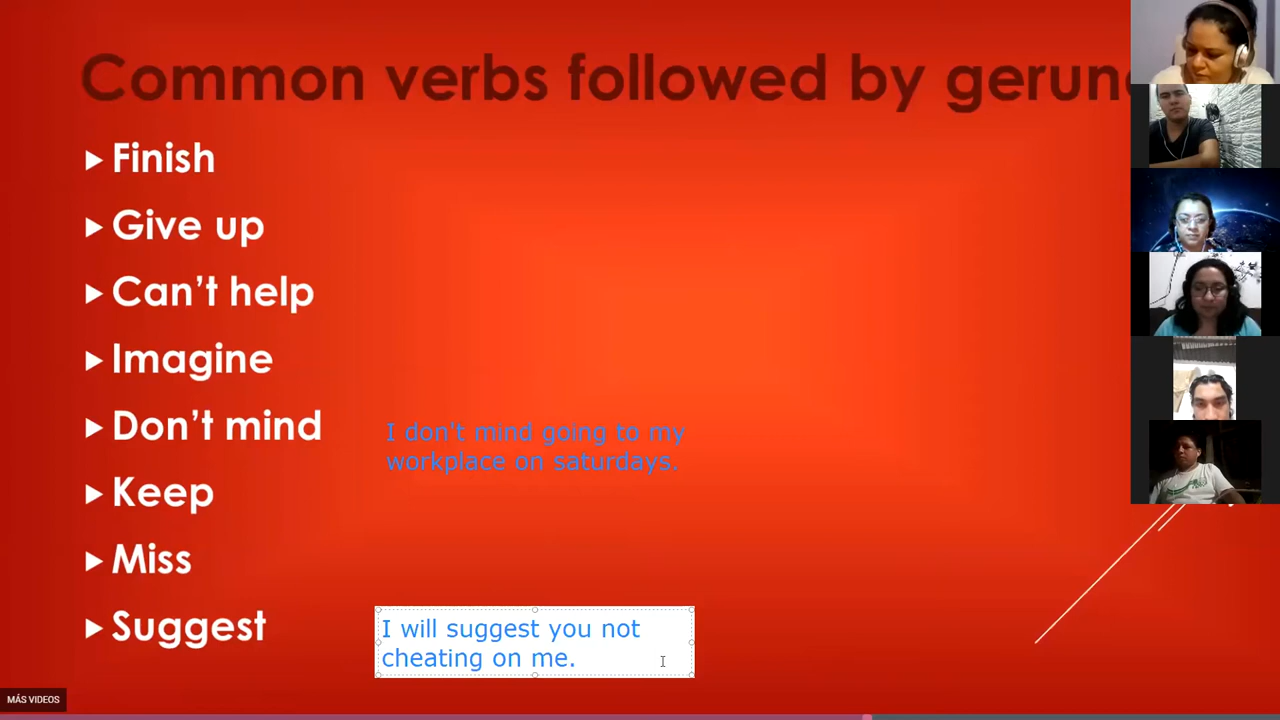 Common verbs followed by gerun
Finish
Give up
Can't help
Imagine
Don't mind
I don't mind going to my
workplace on saturdays.
Keep
Miss
Suggest
I will suggest you not
cheating on me.
MÁS VIDEOS